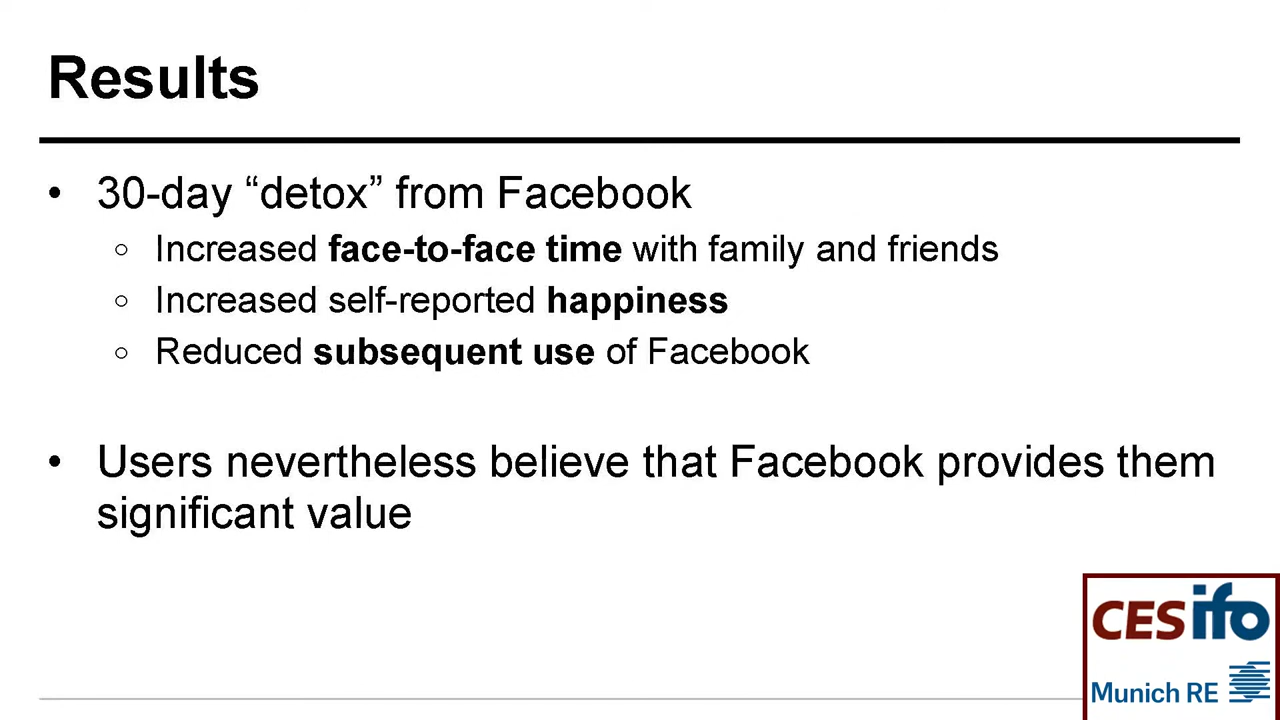 Results
• 30-day “detox” from Facebook
○ Increased face-to-face time with family and friends
○ Increased self-reported happiness
○ Reduced subsequent use of Facebook
• Users nevertheless believe that Facebook provides them
significant value
CESifo
Munich RE